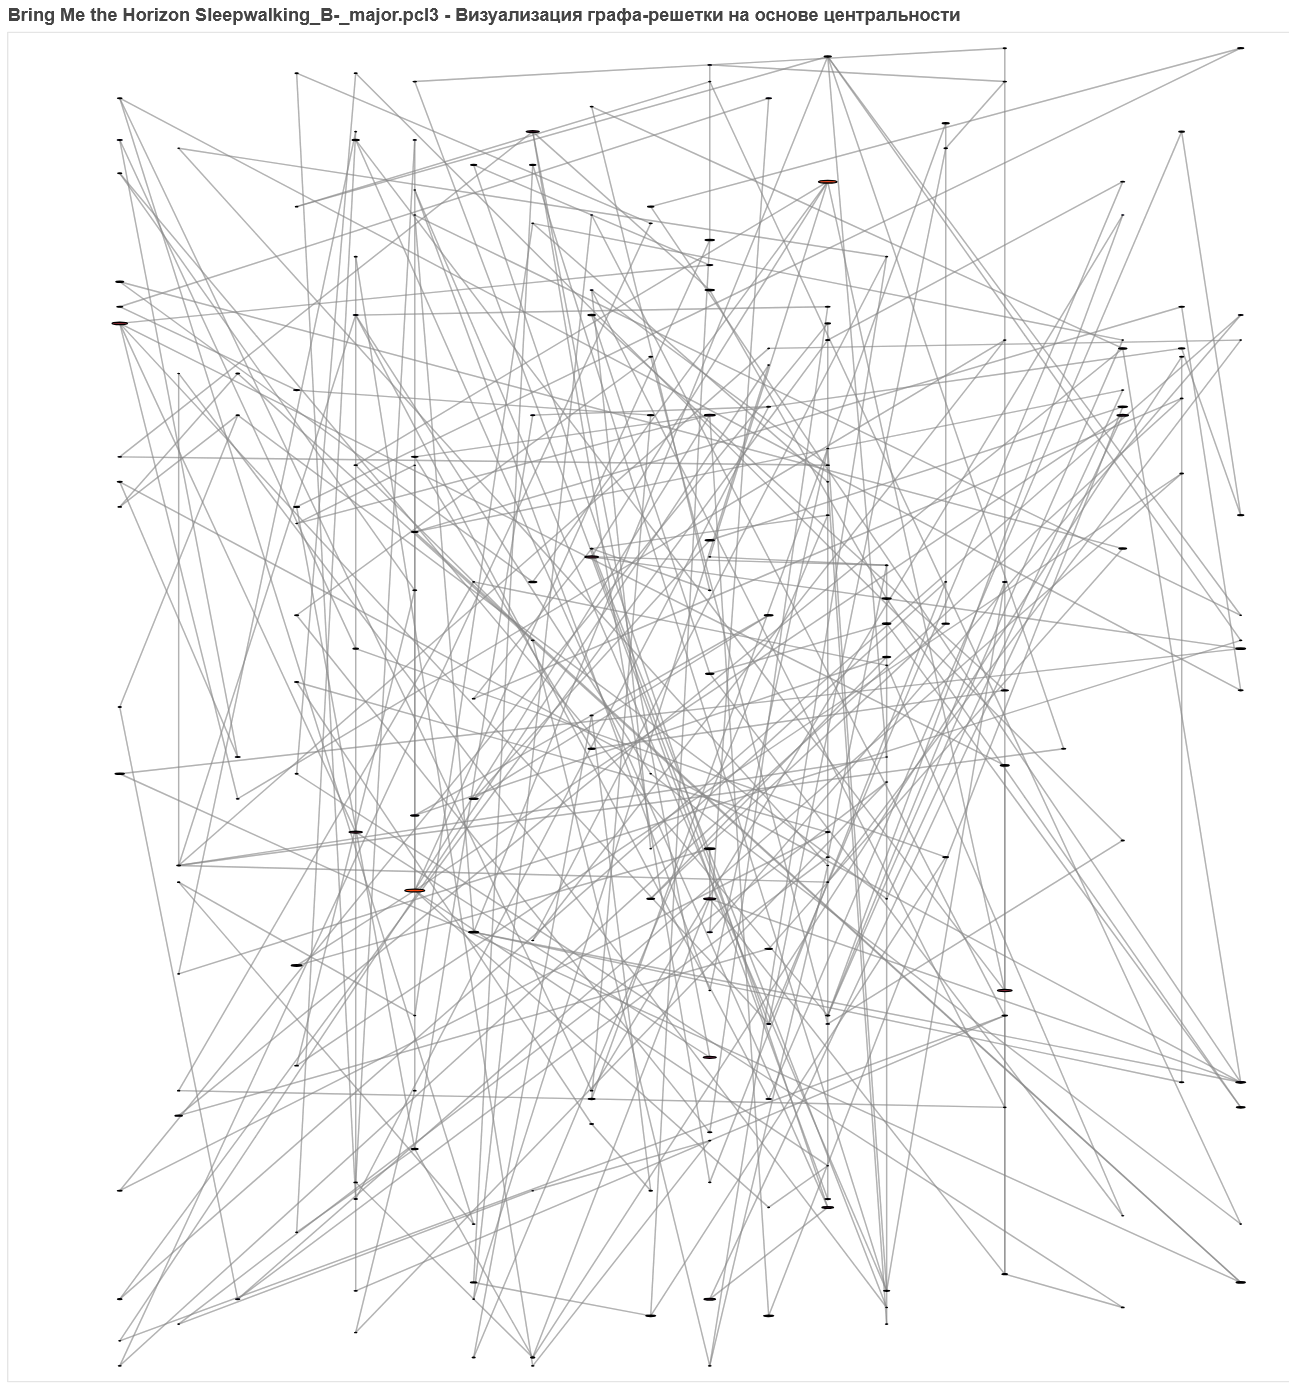 Bring Me the Horizon Sleepwalking_B-_major.pcl3 - Визуализация графа-решетки на основе центральности